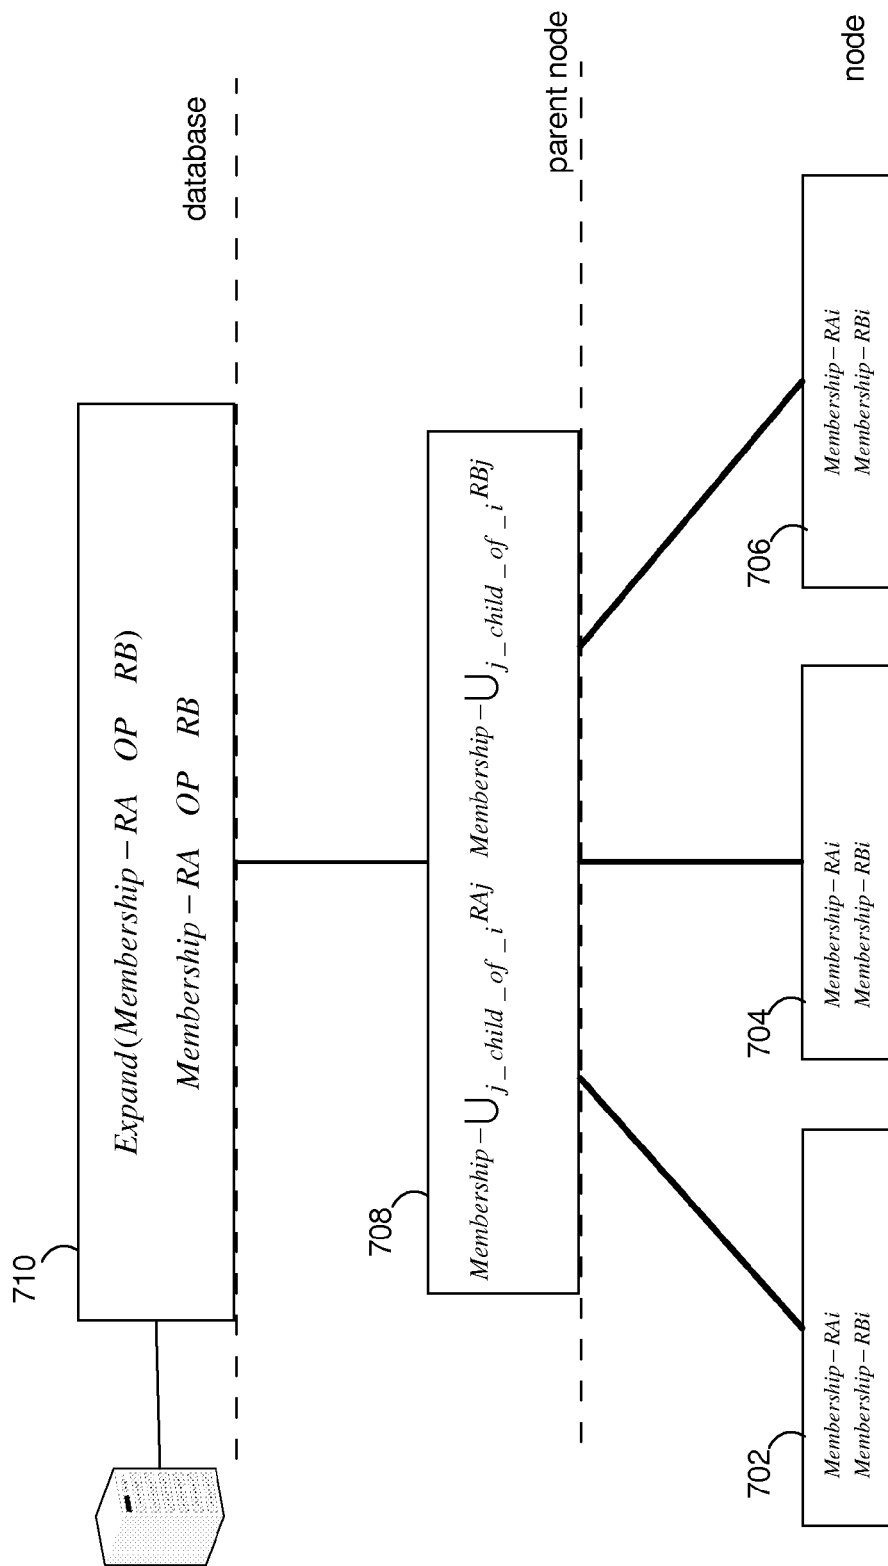 710
Expand(Membership–RA OP RB)
Membership–RA OP RB
database
708
Membership–⋃j_child_of_i RAj Membership–⋃j_child_of_i RBj
parent node
702
Membership–RAi
Membership–RBi
704
Membership–RAi
Membership–RBi
706
Membership–RAi
Membership–RBi
node